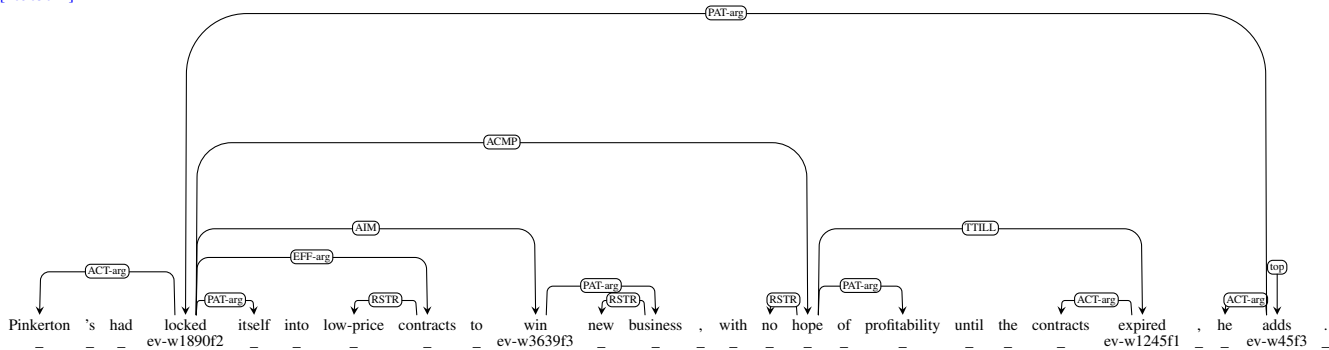 PAT-arg
ACMP
AIM TTILL
EFF-arg
top
ACT-arg PAT-arg PAT-arg
PAT-arg RSTR RSTR RSTR ACT-arg ACT-arg
Pinkerton 's had locked itself into low-price contracts to win new business , with no hope of profitability until the contracts expired , he adds .
_ _ _ ev-w1890f2 _ _ _ _ _ ev-w3639f3 _ _ _ _ _ _ _ _ _ _ _ ev-w1245f1 _ _ ev-w45f3 _